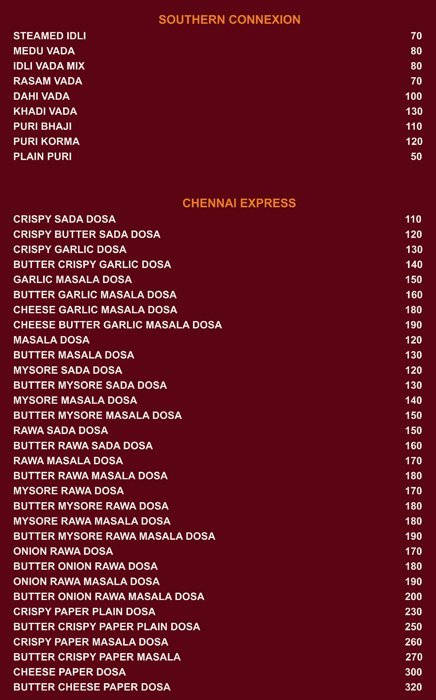 SOUTHERN CONNEXION
STEAMED IDLI 70
MEDU VADA 80
IDLI VADA MIX 80
RASAM VADA 70
DAHI VADA 100
KHADI VADA 130
PURI BHAJI 110
PURI KORMA 120
PLAIN PURI 50
CHENNAI EXPRESS
CRISPY SADA DOSA 110
CRISPY BUTTER SADA DOSA 120
CRISPY GARLIC DOSA 130
BUTTER CRISPY GARLIC DOSA 140
GARLIC MASALA DOSA 150
BUTTER GARLIC MASALA DOSA 160
CHEESE GARLIC MASALA DOSA 180
CHEESE BUTTER GARLIC MASALA DOSA 190
MASALA DOSA 120
BUTTER MASALA DOSA 130
MYSORE SADA DOSA 120
BUTTER MYSORE SADA DOSA 130
MYSORE MASALA DOSA 140
BUTTER MYSORE MASALA DOSA 150
RAWA SADA DOSA 150
BUTTER RAWA SADA DOSA 160
RAWA MASALA DOSA 170
BUTTER RAWA MASALA DOSA 180
MYSORE RAWA DOSA 170
BUTTER MYSORE RAWA DOSA 180
MYSORE RAWA MASALA DOSA 180
BUTTER MYSORE RAWA MASALA DOSA 190
ONION RAWA DOSA 170
BUTTER ONION RAWA DOSA 180
ONION RAWA MASALA DOSA 190
BUTTER ONION RAWA MASALA DOSA 200
CRISPY PAPER PLAIN DOSA 230
BUTTER CRISPY PAPER PLAIN DOSA 250
CRISPY PAPER MASALA DOSA 260
BUTTER CRISPY PAPER MASALA 270
CHEESE PAPER DOSA 300
BUTTER CHEESE PAPER DOSA 320